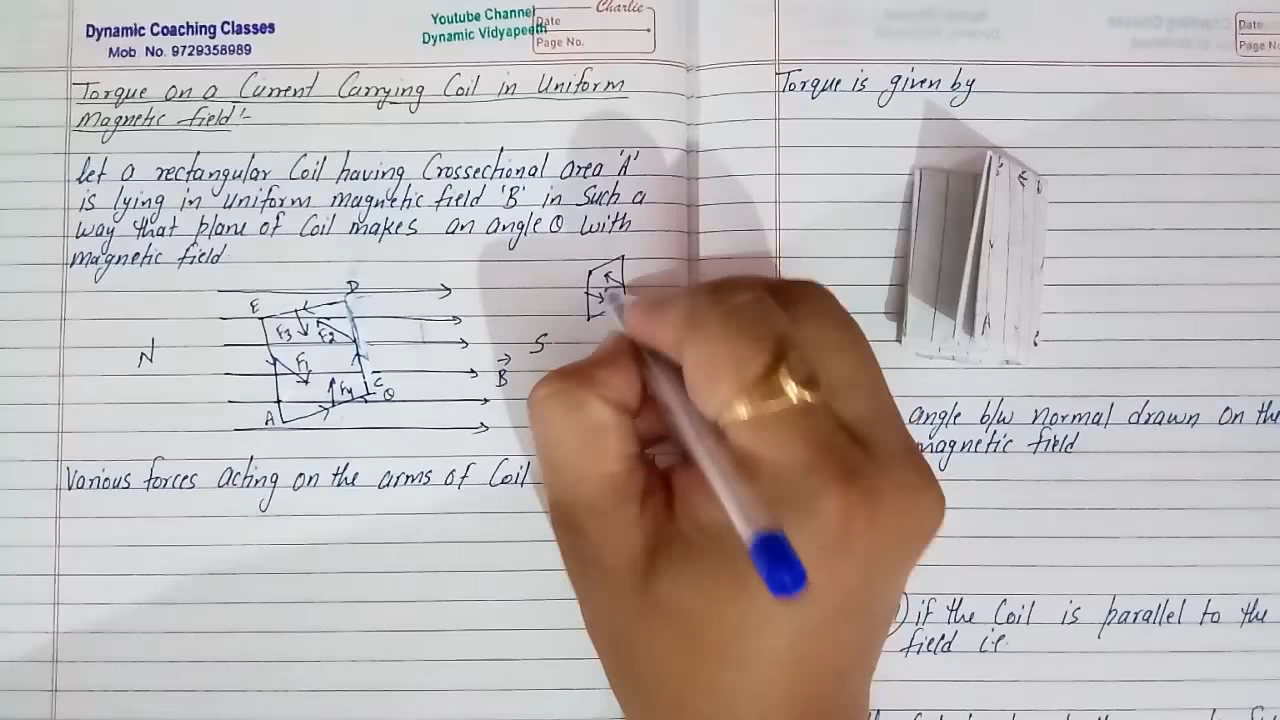 Dynamic Coaching Classes
Mob. No. 9729358989
Youtube Channel
Dynamic Vidyapeeth
Charlie
Date
Page No.
Torque on a Current Carrying Coil in Uniform
Magnetic field:-
let a rectangular Coil having Crossectional area 'A'
is lying in uniform magnetic field 'B' in Such a
way that plane of Coil makes an angle θ with
magnetic field
D
E
F3
F2
N
F1
S
B
C
F4
θ
A
Various forces acting on the arms of Coil
Date
Page No
Torque is given by
angle b/w normal drawn on the
magnetic field
) if the Coil is parallel to the
field i.e